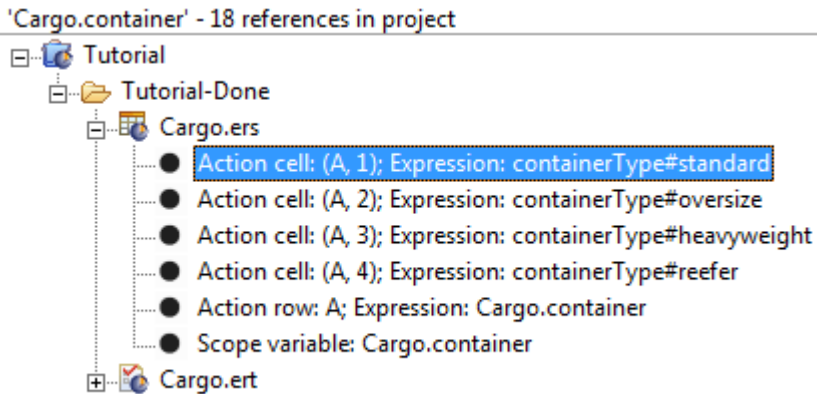 'Cargo.container' - 18 references in project
Tutorial
Tutorial-Done
Cargo.ers
Action cell: (A, 1); Expression: containerType#standard
Action cell: (A, 2); Expression: containerType#oversize
Action cell: (A, 3); Expression: containerType#heavyweight
Action cell: (A, 4); Expression: containerType#reefer
Action row: A; Expression: Cargo.container
Scope variable: Cargo.container
Cargo.ert